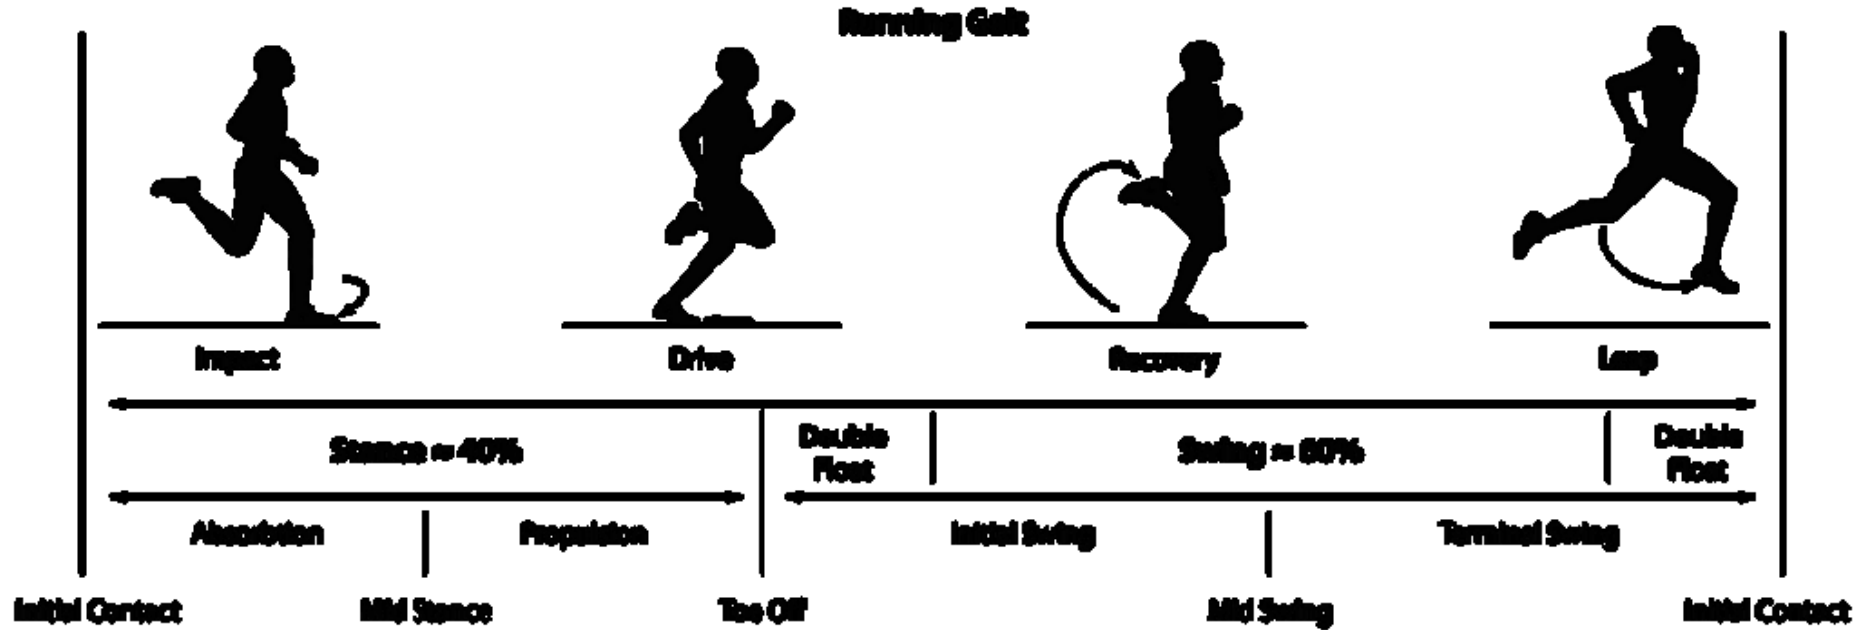 Running Gait
Impact
Drive
Recovery
Leap
Stance ≈ 40%
Double
Float
Swing ≈ 60%
Double
Float
Absorbtion
Propulsion
Initial Swing
Terminal Swing
Initial Contact
Mid Stance
Toe Off
Mid Swing
Initial Contact